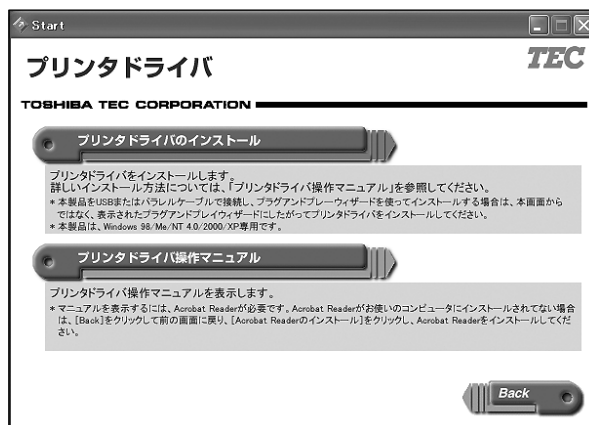 Start
プリンタドライバ
TEC
TOSHIBA TEC CORPORATION
プリンタドライバのインストール
プリンタドライバをインストールします。
詳しいインストール方法については、「プリンタドライバ操作マニュアル」を参照してください。
* 本製品をUSBまたはパラレルケーブルで接続し、プラグアンドプレーウィザードを使ってインストールする場合は、本画面から
ではなく、表示されたプラグアンドプレイウィザードにしたがってプリンタドライバをインストールしてください。
* 本製品は、Windows 98/Me/NT 4.0/2000/XP専用です。
プリンタドライバ操作マニュアル
プリンタドライバ操作マニュアルを表示します。
* マニュアルを表示するには、Acrobat Readerが必要です。Acrobat Readerがお使いのコンピュータにインストールされてない場合
は、[Back]をクリックして前の画面に戻り、[Acrobat Readerのインストール]をクリックし、Acrobat Readerをインストールしてくだ
さい。
Back